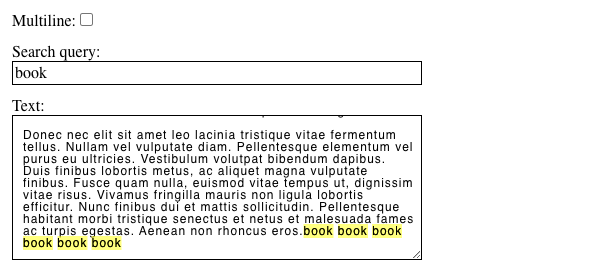 Multiline:
Search query:
book
Text:
Donec nec elit sit amet leo lacinia tristique vitae fermentum
tellus. Nullam vel vulputate diam. Pellentesque elementum vel
purus eu ultricies. Vestibulum volutpat bibendum dapibus.
Duis finibus lobortis metus, ac aliquet magna vulputate
finibus. Fusce quam nulla, euismod vitae tempus ut, dignissim
vitae risus. Vivamus fringilla mauris non ligula lobortis
efficitur. Nunc finibus dui et mattis sollicitudin. Pellentesque
habitant morbi tristique senectus et netus et malesuada fames
ac turpis egestas. Aenean non rhoncus eros.book book book
book book book